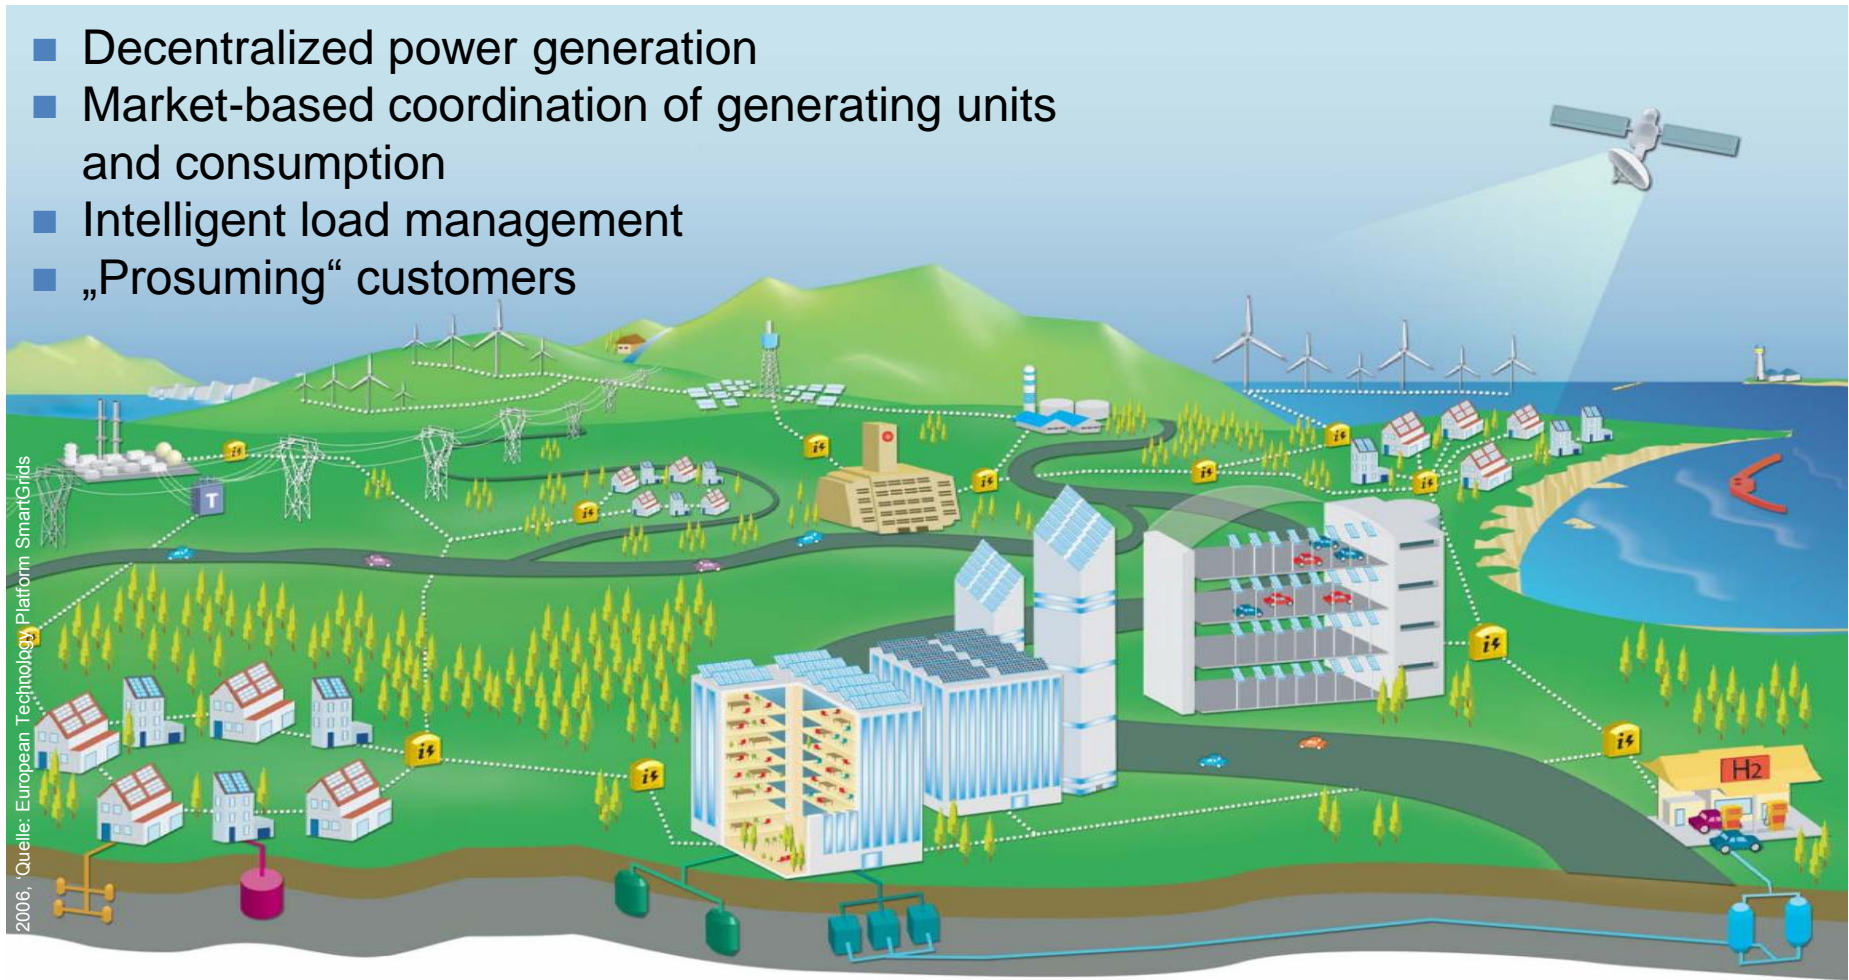 Decentralized power generation
Market-based coordination of generating units
and consumption
Intelligent load management
„Prosuming“ customers
T
i
i
i
i
i
i
i
i
i
i
i
i
H2
2006, 'Quelle: European Technology Platform SmartGrids